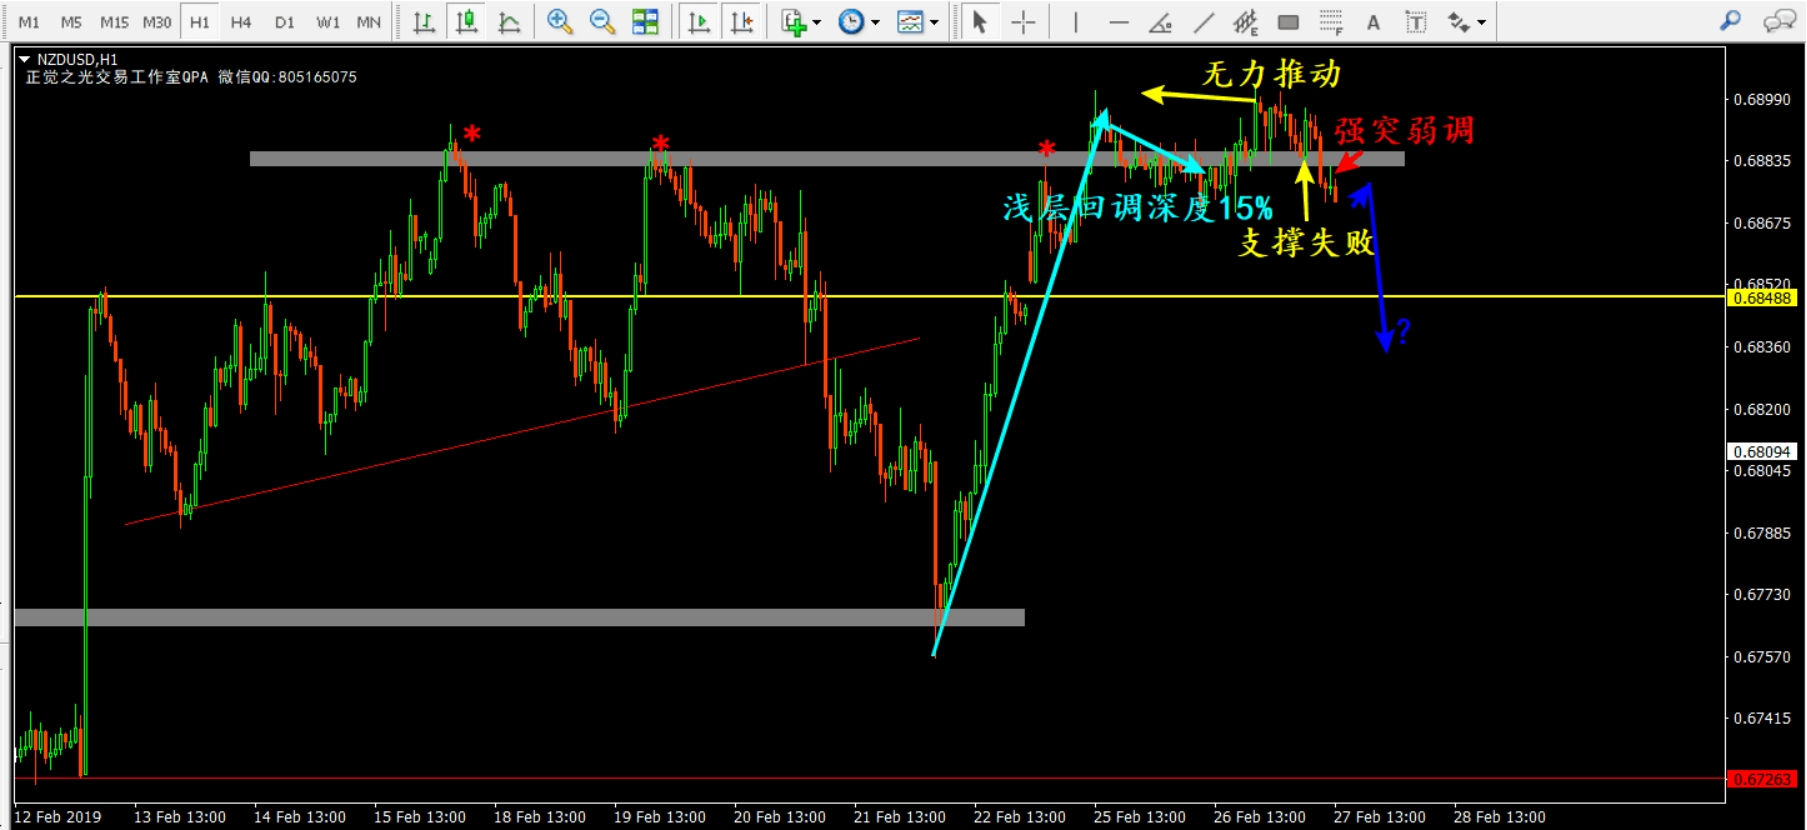 M1 M5 M15 M30 H1 H4 D1 W1 MN
E
F
A
T
NZDUSD,H1
正觉之光交易工作室QPA 微信QQ:805165075
无力推动
强突弱调
浅层回调深度15%
支撑失败
?
0.68990
0.68835
0.68675
0.68520
0.68488
0.68360
0.68200
0.68094
0.68045
0.67885
0.67730
0.67570
0.67415
0.67263
12 Feb 2019 13 Feb 13:00 14 Feb 13:00 15 Feb 13:00 18 Feb 13:00 19 Feb 13:00 20 Feb 13:00 21 Feb 13:00 22 Feb 13:00 25 Feb 13:00 26 Feb 13:00 27 Feb 13:00 28 Feb 13:00